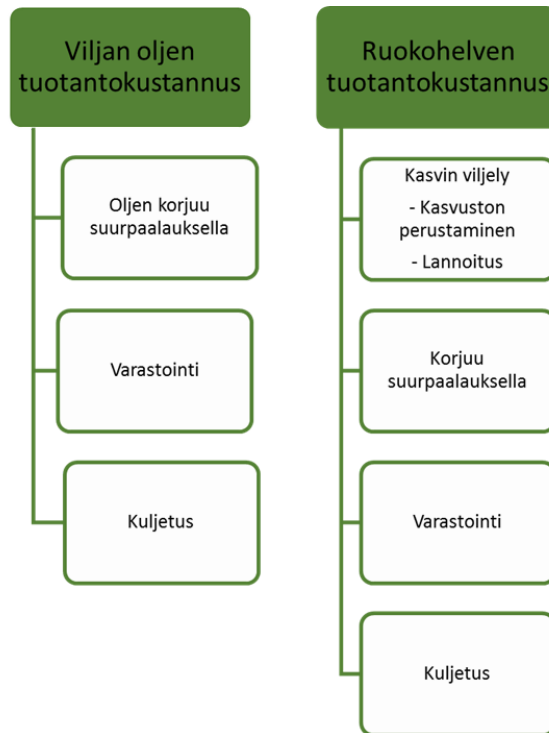 Viljan oljen
tuotantokustannus
Oljen korjuu
suurpaalauksella
Varastointi
Kuljetus
Ruokohelven
tuotantokustannus
Kasvin viljely
- Kasvuston
perustaminen
- Lannoitus
Korjuu
suurpaalauksella
Varastointi
Kuljetus